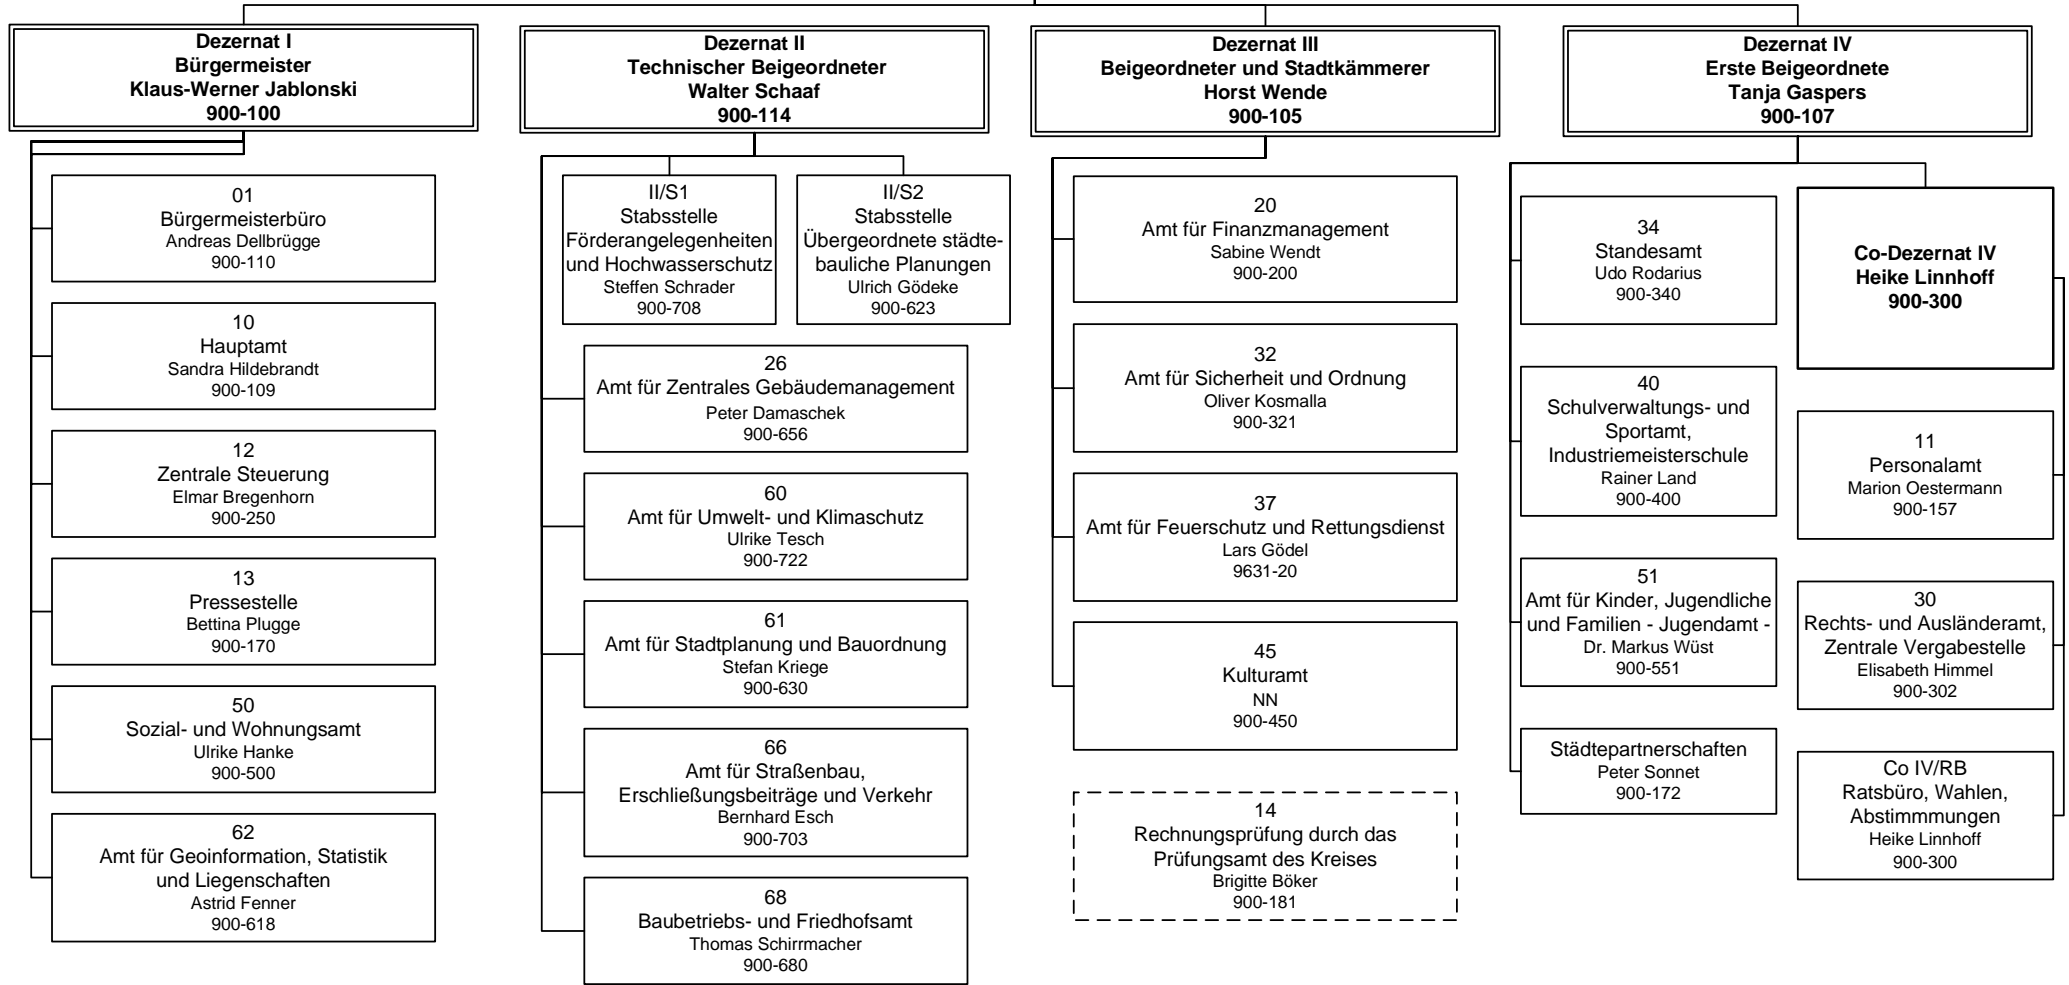 Dezernat I
Bürgermeister
Klaus-Werner Jablonski
900-100
01
Bürgermeisterbüro
Andreas Dellbrügge
900-110
10
Hauptamt
Sandra Hildebrandt
900-109
12
Zentrale Steuerung
Elmar Bregenhorn
900-250
13
Pressestelle
Bettina Plugge
900-170
50
Sozial- und Wohnungsamt
Ulrike Hanke
900-500
62
Amt für Geoinformation, Statistik
und Liegenschaften
Astrid Fenner
900-618
Dezernat II
Technischer Beigeordneter
Walter Schaaf
900-114
II/S1
Stabsstelle
Förderangelegenheiten
und Hochwasserschutz
Steffen Schrader
900-708
II/S2
Stabsstelle
Übergeordnete städte-
bauliche Planungen
Ulrich Gödeke
900-623
26
Amt für Zentrales Gebäudemanagement
Peter Damaschek
900-656
60
Amt für Umwelt- und Klimaschutz
Ulrike Tesch
900-722
61
Amt für Stadtplanung und Bauordnung
Stefan Kriege
900-630
66
Amt für Straßenbau,
Erschließungsbeiträge und Verkehr
Bernhard Esch
900-703
68
Baubetriebs- und Friedhofsamt
Thomas Schirrmacher
900-680
Dezernat III
Beigeordneter und Stadtkämmerer
Horst Wende
900-105
20
Amt für Finanzmanagement
Sabine Wendt
900-200
32
Amt für Sicherheit und Ordnung
Oliver Kosmalla
900-321
37
Amt für Feuerschutz und Rettungsdienst
Lars Gödel
9631-20
45
Kulturamt
NN
900-450
14
Rechnungsprüfung durch das
Prüfungsamt des Kreises
Brigitte Böker
900-181
Dezernat IV
Erste Beigeordnete
Tanja Gaspers
900-107
34
Standesamt
Udo Rodarius
900-340
40
Schulverwaltungs- und
Sportamt,
Industriemeisterschule
Rainer Land
900-400
51
Amt für Kinder, Jugendliche
und Familien - Jugendamt -
Dr. Markus Wüst
900-551
Städtepartnerschaften
Peter Sonnet
900-172
Co-Dezernat IV
Heike Linnhoff
900-300
11
Personalamt
Marion Oestermann
900-157
30
Rechts- und Ausländeramt,
Zentrale Vergabestelle
Elisabeth Himmel
900-302
Co IV/RB
Ratsbüro, Wahlen,
Abstimmmungen
Heike Linnhoff
900-300